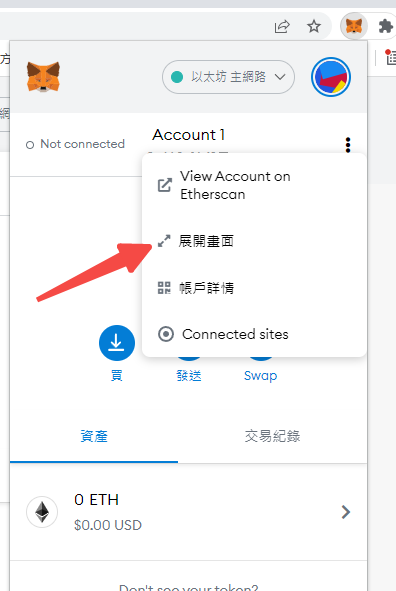 方
以太坊 主網路
網
Not connected
Account 1
View Account on
Etherscan
展開畫面
帳戶詳情
Connected sites
買
發送
Swap
資產
交易紀錄
0 ETH
$0.00 USD
Don't see your token?